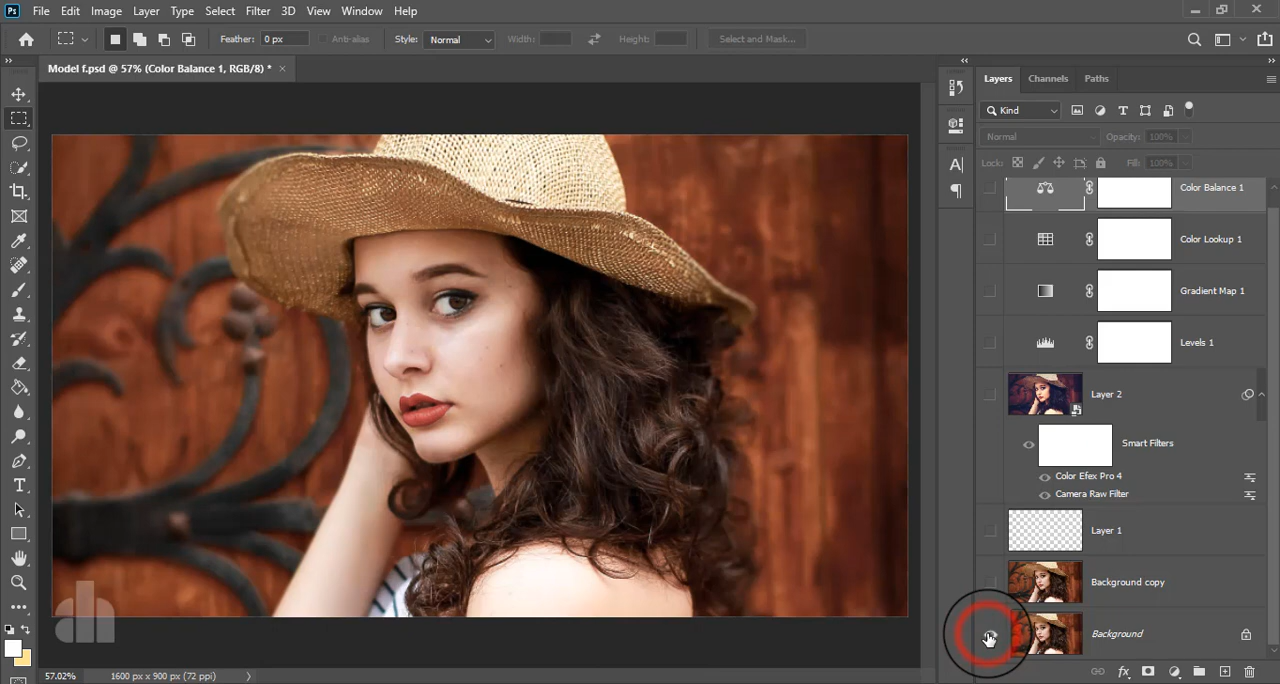 Ps File Edit Image Layer Type Select Filter 3D View Window Help
Feather: 0 px Anti-alias Style: Normal Width: Height: Select and Mask...
Model f.psd @ 57% (Color Balance 1, RGB/8) * ×
Layers Channels Paths
Kind
Normal Opacity: 100%
Lock: Fill: 100%
Color Balance 1
Color Lookup 1
Gradient Map 1
Levels 1
Layer 2
Smart Filters
Color Efex Pro 4
Camera Raw Filter
Layer 1
Background copy
Background
dh
57.02% 1600 px x 900 px (72 ppi)
fx